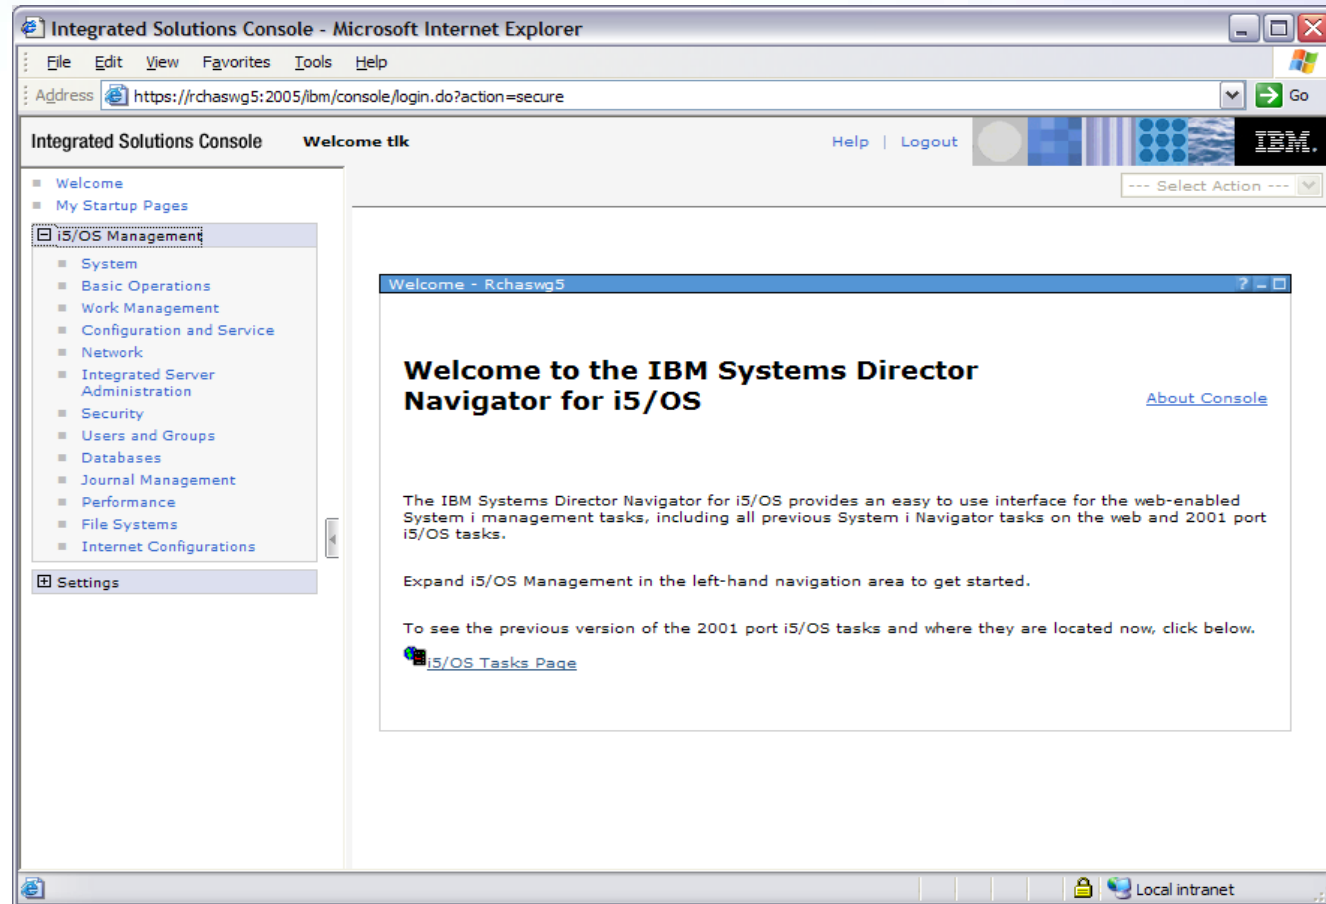 Integrated Solutions Console - Microsoft Internet Explorer
File Edit View Favorites Tools Help
Address https://rchaswg5:2005/ibm/console/login.do?action=secure Go
Integrated Solutions Console Welcome tlk Help | Logout IBM.
--- Select Action ---
Welcome
My Startup Pages
i5/OS Management
System
Basic Operations
Work Management
Configuration and Service
Network
Integrated Server
Administration
Security
Users and Groups
Databases
Journal Management
Performance
File Systems
Internet Configurations
Settings
Welcome - Rchaswg5 ?
Welcome to the IBM Systems Director
Navigator for i5/OS
About Console
The IBM Systems Director Navigator for i5/OS provides an easy to use interface for the web-enabled
System i management tasks, including all previous System i Navigator tasks on the web and 2001 port
i5/OS tasks.
Expand i5/OS Management in the left-hand navigation area to get started.
To see the previous version of the 2001 port i5/OS tasks and where they are located now, click below.
i5/OS Tasks Page
Local intranet